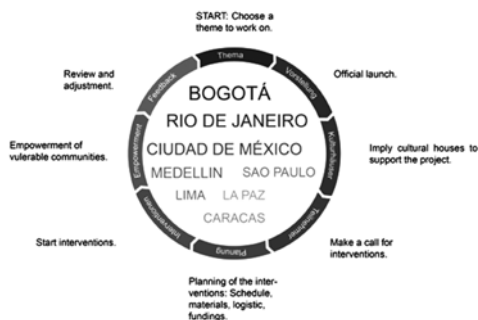 START: Choose a
theme to work on.
Thema
Vorstellung
Official launch.
Kulturhäuser
Imply cultural houses to
support the project.
Teilnehmer
Make a call for
interventions.
Planung
Planning of the inter-
ventions: Schedule,
materials, logistic,
fundings.
Interventionen
Start interventions.
Empowerment
Empowerment of
vulerable communities.
Feedback
Review and
adjustment.
BOGOTÁ
RIO DE JANEIRO
CIUDAD DE MÉXICO
MEDELLIN SAO PAULO
LIMA LA PAZ
CARACAS